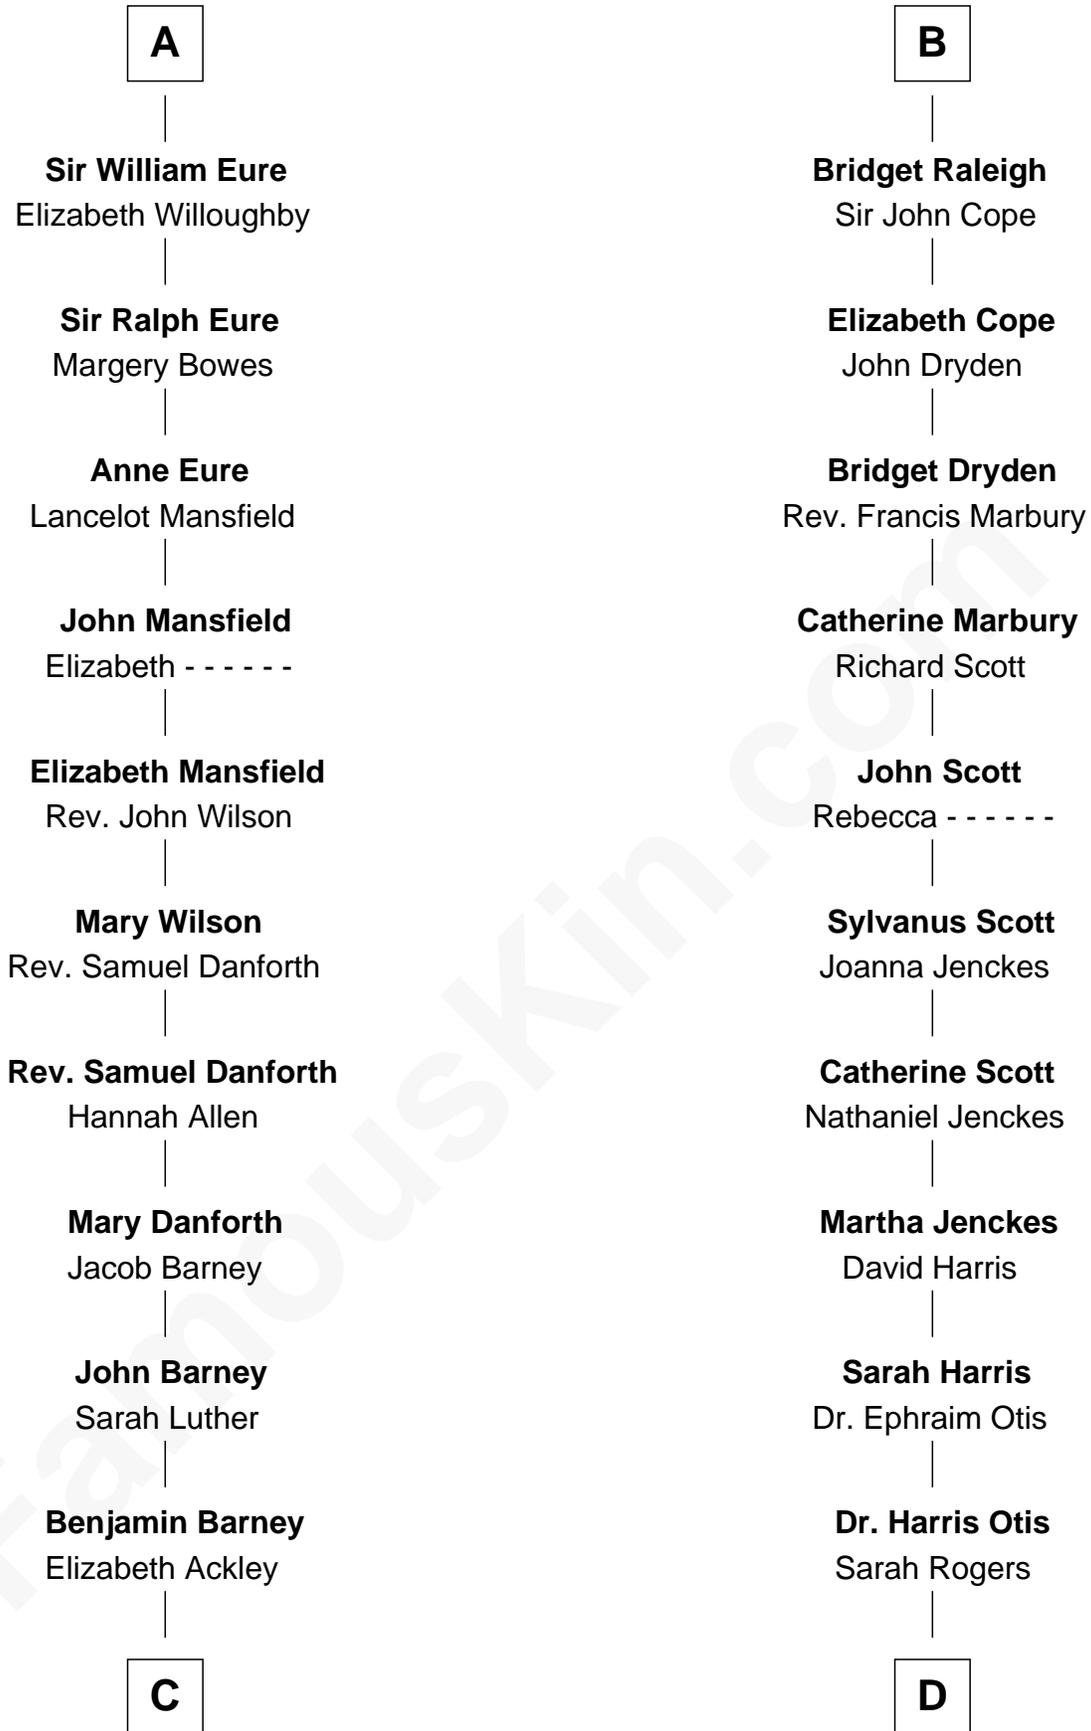 A
Sir William Eure
Elizabeth Willoughby
Sir Ralph Eure
Margery Bowes
Anne Eure
Lancelot Mansfield
John Mansfield
Elizabeth - - - - - -
Elizabeth Mansfield
Rev. John Wilson
Mary Wilson
Rev. Samuel Danforth
Rev. Samuel Danforth
Hannah Allen
Mary Danforth
Jacob Barney
John Barney
Sarah Luther
Benjamin Barney
Elizabeth Ackley
C
B
Bridget Raleigh
Sir John Cope
Elizabeth Cope
John Dryden
Bridget Dryden
Rev. Francis Marbury
Catherine Marbury
Richard Scott
John Scott
Rebecca - - - - - -
Sylvanus Scott
Joanna Jenckes
Catherine Scott
Nathaniel Jenckes
Martha Jenckes
David Harris
Sarah Harris
Dr. Ephraim Otis
Dr. Harris Otis
Sarah Rogers
D
FamousKin.com